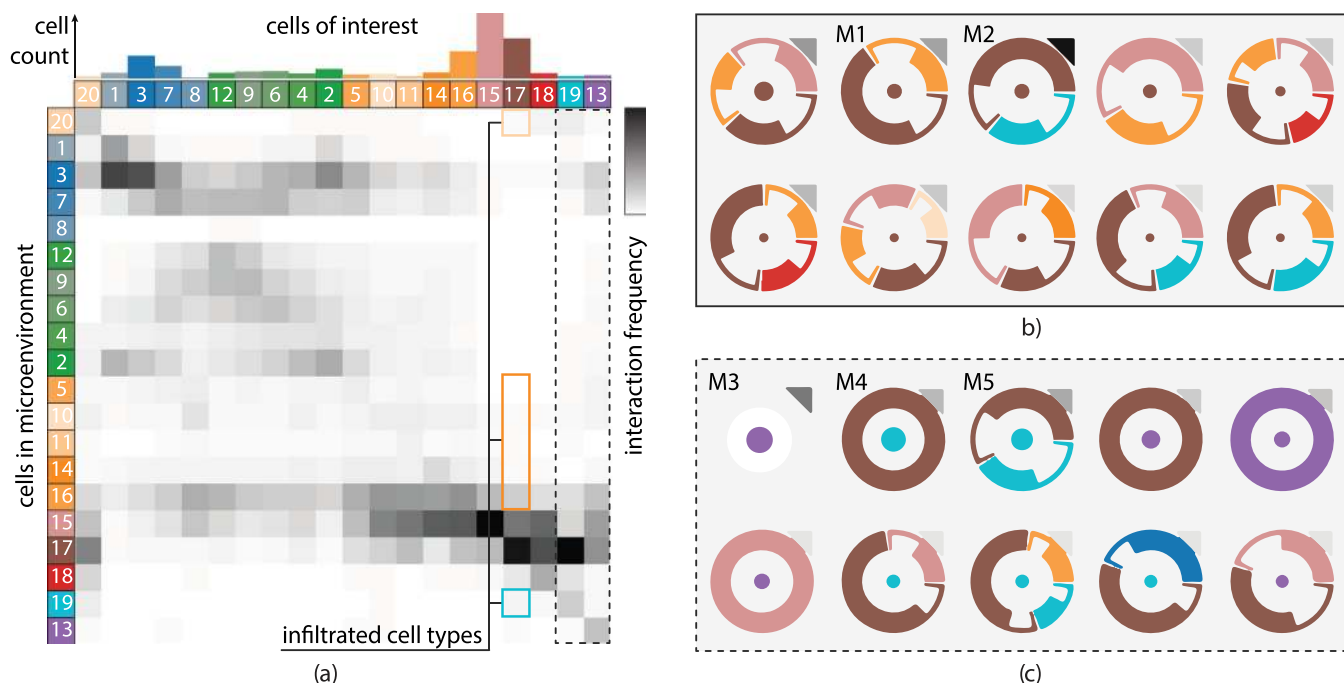 cell
count
cells of interest
20 1 3 7 8 12 9 6 4 2 5 10 11 14 16 15 17 18 19 13
cells in microenvironment
20
1
3
7
8
12
9
6
4
2
5
10
11
14
16
15
17
18
19
13
interaction frequency
infiltrated cell types
(a)
M1 M2
b)
M3 M4 M5
(c)